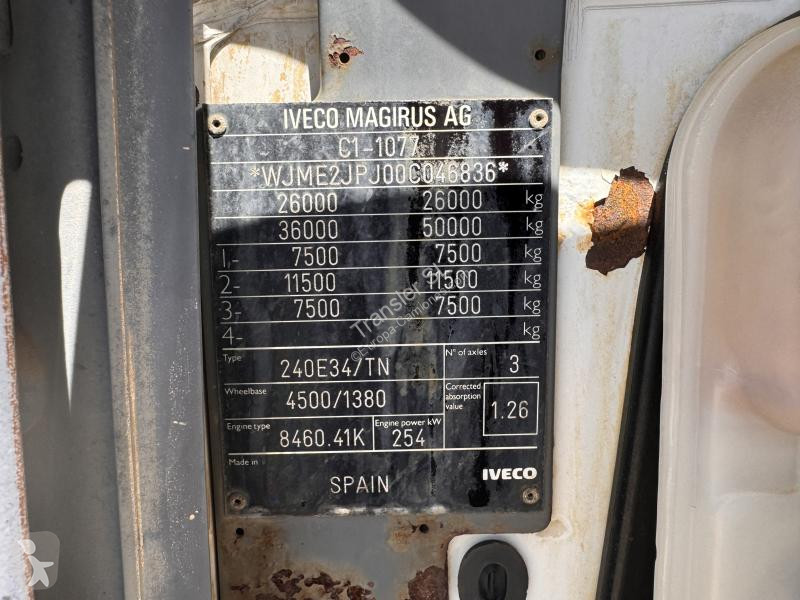 IVECO MAGIRUS AG
C1-1077
*WJME2JPJ00C046836*
26000 26000 kg
36000 50000 kg
1,- 7500 7500 kg
2- 11500 11500 kg
3- 7500 7500 kg
4- kg
Type 240E34/TN N° of axles 3
Wheelbase 4500/1380 Corrected absorption value 1.26
Engine type 8460.41K Engine power kW 254
Made in SPAIN IVECO
Transler SL